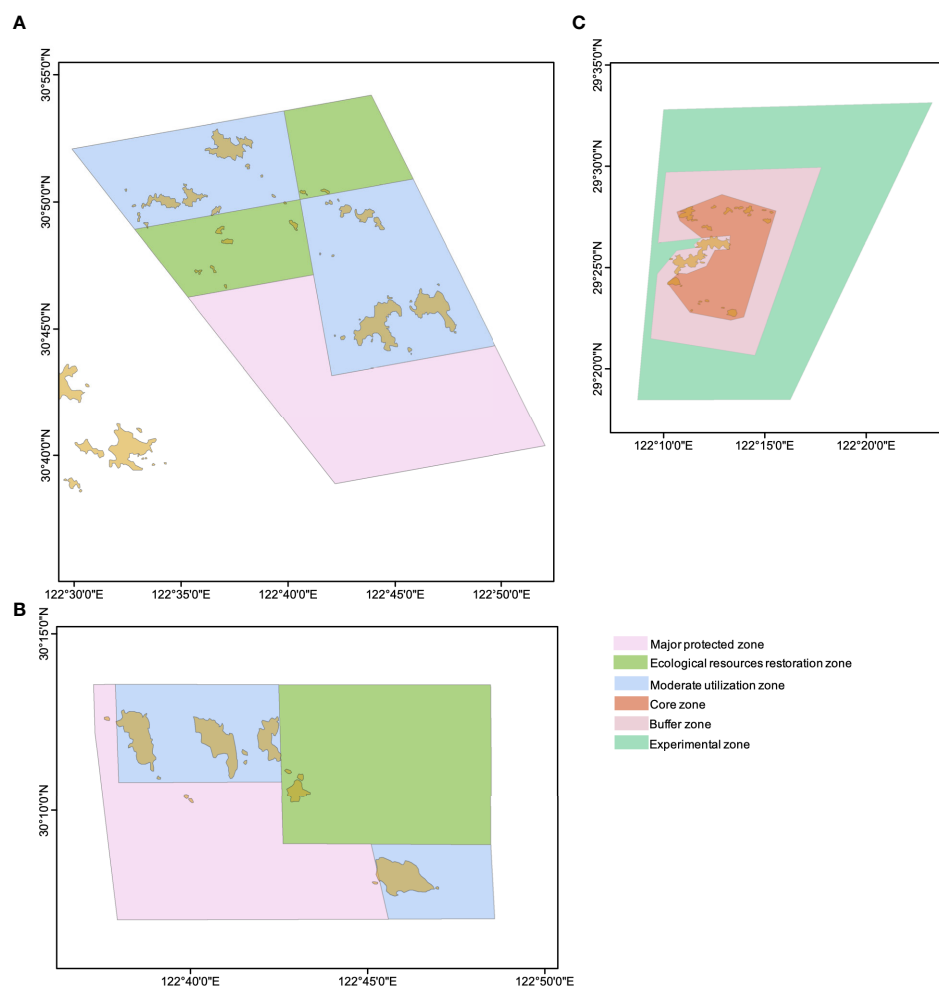 A
30°55'0"N
30°50'0"N
30°45'0"N
30°40'0"N
122°30'0"E 122°35'0"E 122°40'0"E 122°45'0"E 122°50'0"E
C
29°35'0"N
29°30'0"N
29°25'0"N
29°20'0"N
122°10'0"E 122°15'0"E 122°20'0"E
B
30°15'0"N
30°10'0"N
122°40'0"E 122°45'0"E 122°50'0"E
Major protected zone
Ecological resources restoration zone
Moderate utilization zone
Core zone
Buffer zone
Experimental zone